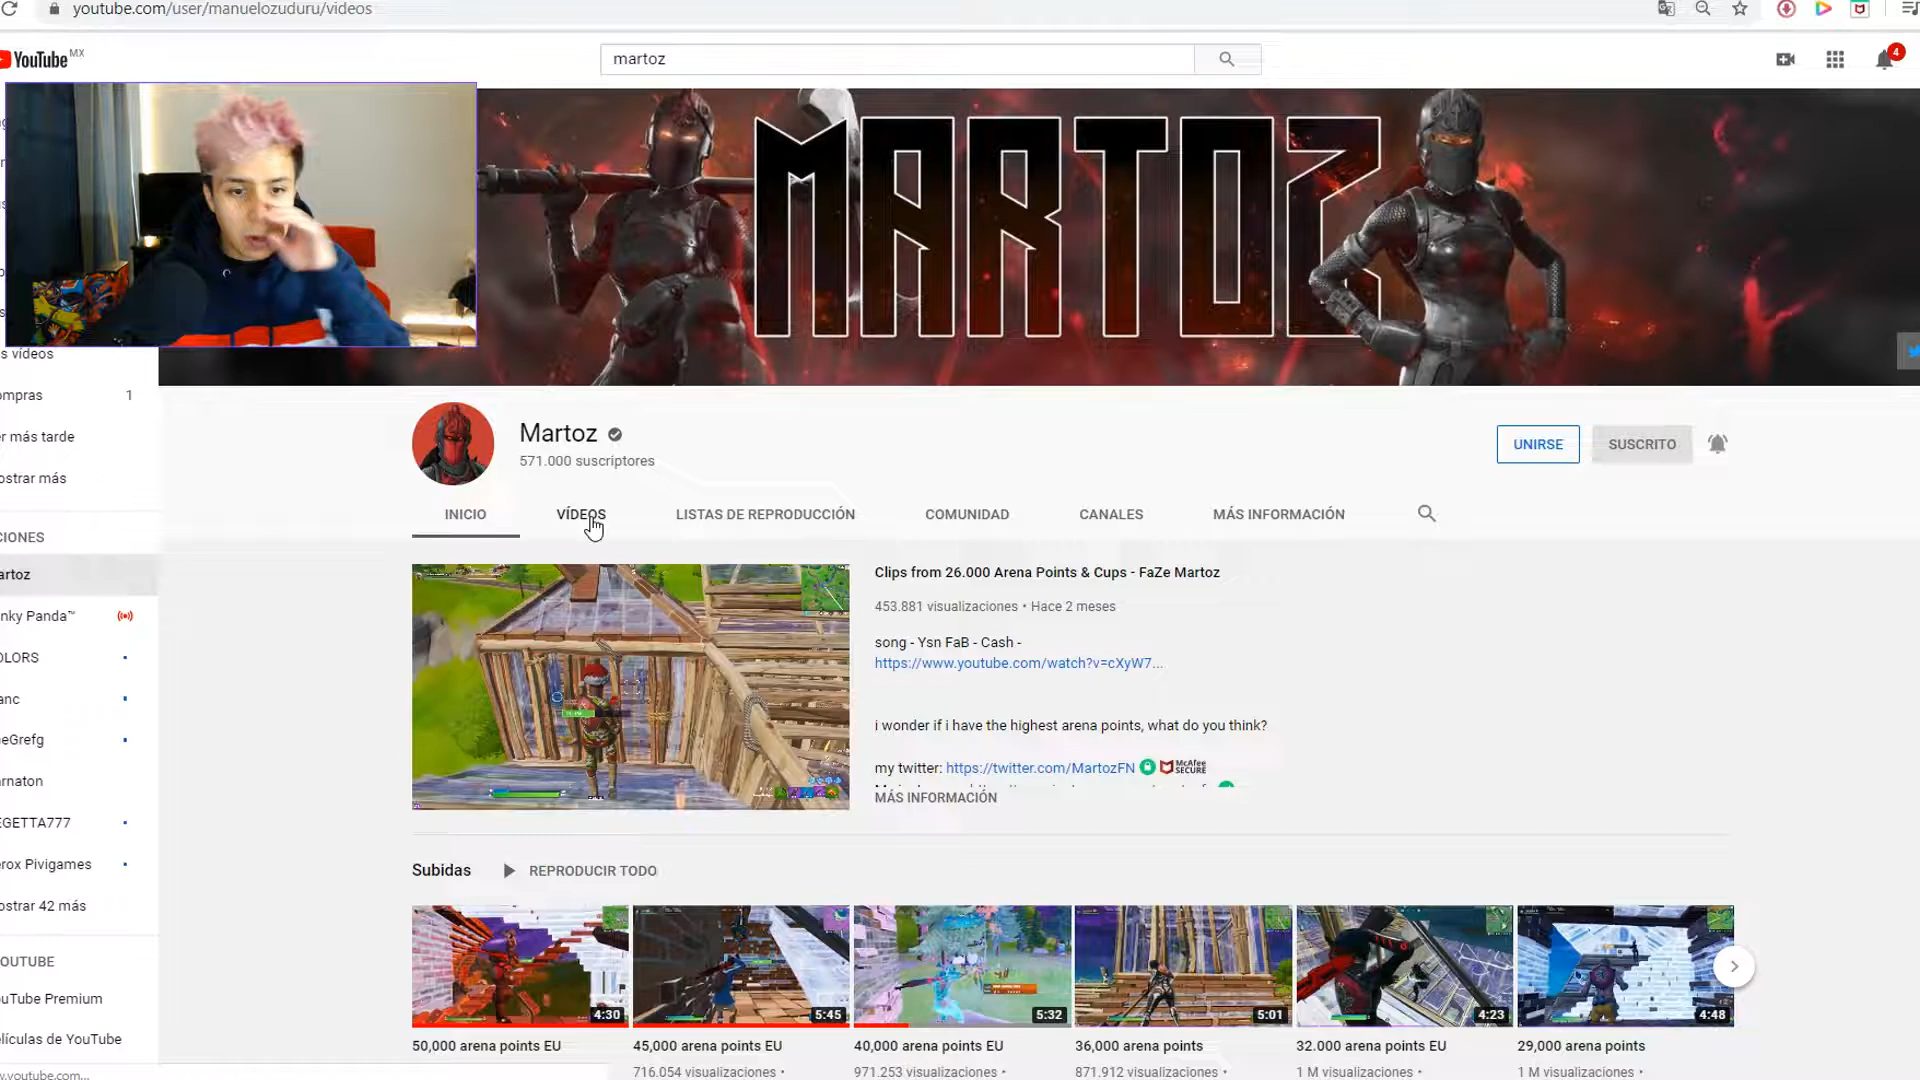 youtube.com/user/manuelozuduru/videos
YouTube MX
martoz
4
MARTOZ
s vídeos
ompras 1
r más tarde
ostrar más
CIONES
artoz
nky Panda™
OLORS
anc
eGrefg
arnaton
EGETTA777
erox Pivigames
ostrar 42 más
OUTUBE
uTube Premium
elículas de YouTube
w.youtube.com...
Martoz
571.000 suscriptores
UNIRSE
SUSCRITO
INICIO
VÍDEOS
LISTAS DE REPRODUCCIÓN
COMUNIDAD
CANALES
MÁS INFORMACIÓN
Clips from 26.000 Arena Points & Cups - FaZe Martoz
453.881 visualizaciones • Hace 2 meses
song - Ysn FaB - Cash -
https://www.youtube.com/watch?v=cXyW7...
i wonder if i have the highest arena points, what do you think?
my twitter: https://twitter.com/MartozFN McAfee SECURE
MÁS INFORMACIÓN
Subidas
REPRODUCIR TODO
4:30
5:45
5:32
5:01
4:23
4:48
50,000 arena points EU
45,000 arena points EU
716.054 visualizaciones •
40,000 arena points EU
971.253 visualizaciones •
36,000 arena points
871.912 visualizaciones •
32.000 arena points EU
1 M visualizaciones •
29,000 arena points
1 M visualizaciones •